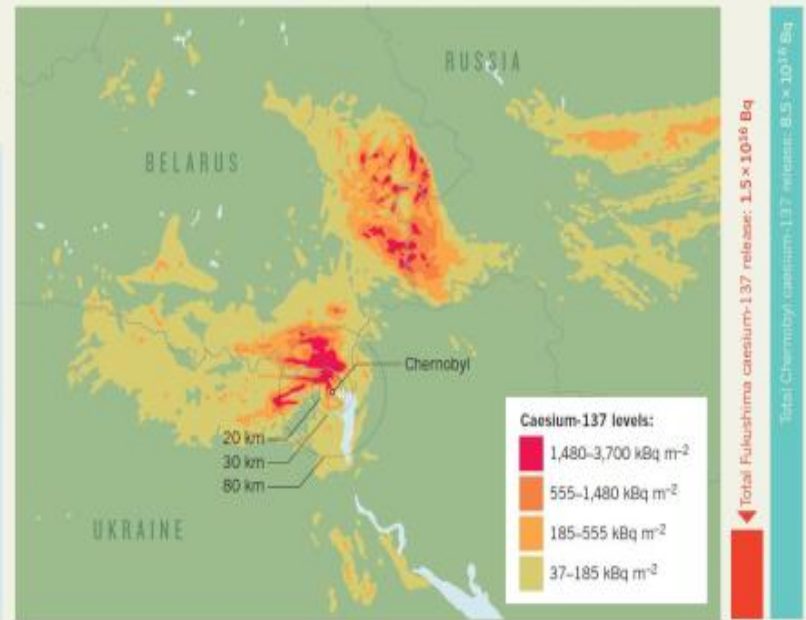 RUSSIA
BELARUS
Chernobyl
20 km
30 km
80 km
UKRAINE
Caesium-137 levels:
1,480–3,700 kBq m⁻²
555–1,480 kBq m⁻²
185–555 kBq m⁻²
37–185 kBq m⁻²
Total Fukushima caesium-137 release: 1.5 × 10¹⁶ Bq
Total Chernobyl caesium-137 release: 8.5 × 10¹⁶ Bq